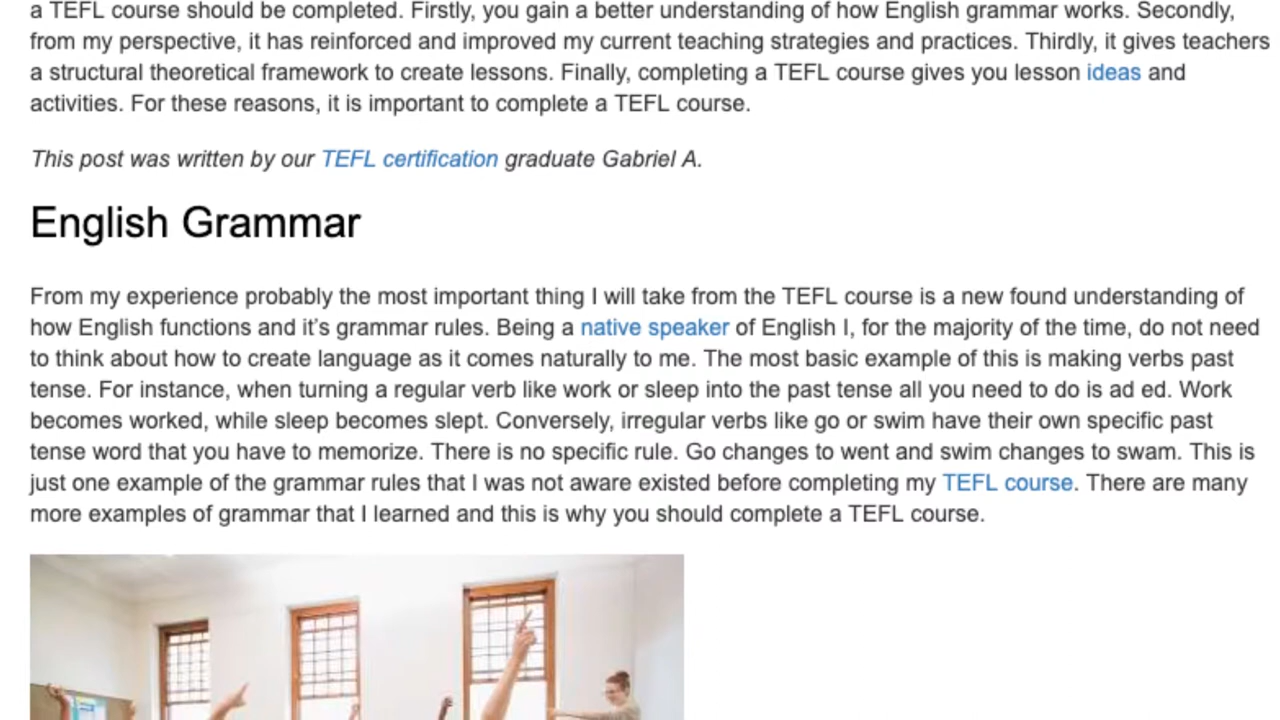 a TEFL course should be completed. Firstly, you gain a better understanding of how English grammar works. Secondly,
from my perspective, it has reinforced and improved my current teaching strategies and practices. Thirdly, it gives teachers
a structural theoretical framework to create lessons. Finally, completing a TEFL course gives you lesson ideas and
activities. For these reasons, it is important to complete a TEFL course.
This post was written by our TEFL certification graduate Gabriel A.
English Grammar
From my experience probably the most important thing I will take from the TEFL course is a new found understanding of
how English functions and it's grammar rules. Being a native speaker of English I, for the majority of the time, do not need
to think about how to create language as it comes naturally to me. The most basic example of this is making verbs past
tense. For instance, when turning a regular verb like work or sleep into the past tense all you need to do is ad ed. Work
becomes worked, while sleep becomes slept. Conversely, irregular verbs like go or swim have their own specific past
tense word that you have to memorize. There is no specific rule. Go changes to went and swim changes to swam. This is
just one example of the grammar rules that I was not aware existed before completing my TEFL course. There are many
more examples of grammar that I learned and this is why you should complete a TEFL course.